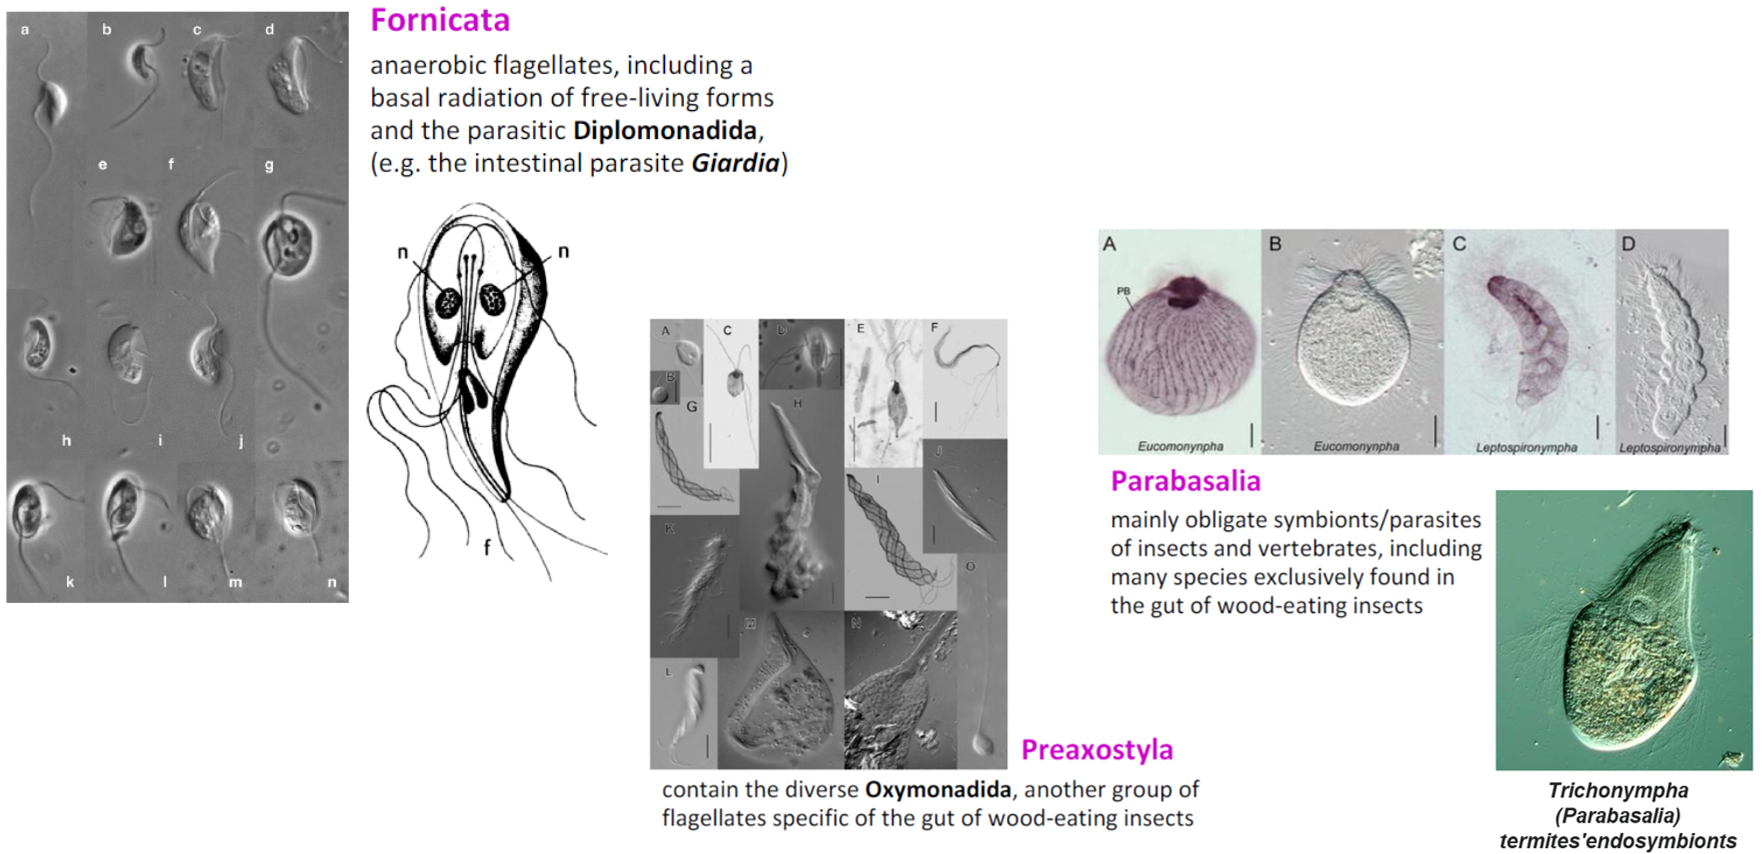 Fornicata
anaerobic flagellates, including a
basal radiation of free-living forms
and the parasitic Diplomonadida,
(e.g. the intestinal parasite Giardia)
a
b
c
d
e
f
g
h
i
j
k
l
m
n
n
n
f
A
B
C
D
E
F
G
H
I
J
K
L
M
N
O
Preaxostyla
contain the diverse Oxymonadida, another group of
flagellates specific of the gut of wood-eating insects
A
B
C
D
PB
Eucomonynpha
Eucomonynpha
Leptospironympha
Leptospironympha
Parabasalia
mainly obligate symbionts/parasites
of insects and vertebrates, including
many species exclusively found in
the gut of wood-eating insects
Trichonympha
(Parabasalia)
termites'endosymbionts